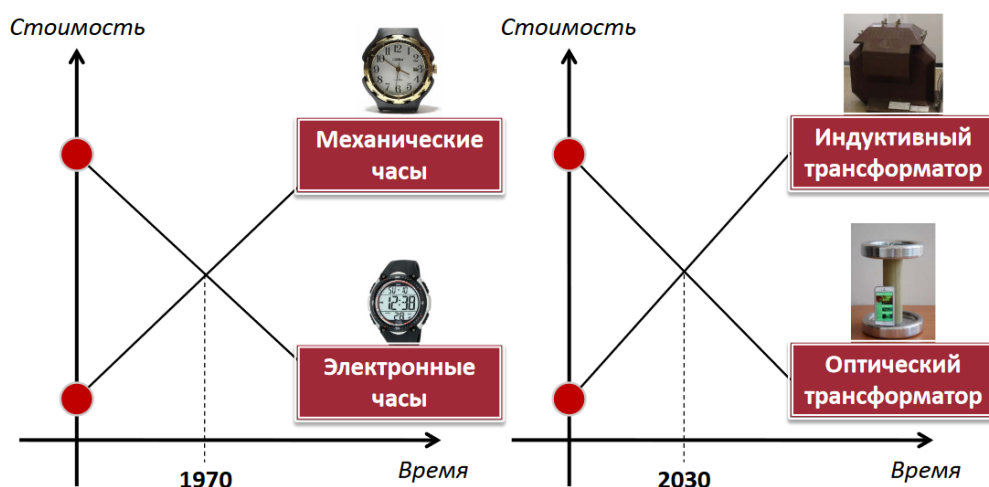 Стоимость
Механические
часы
Электронные
часы
1970
Время
Стоимость
Индуктивный
трансформатор
Оптический
трансформатор
2030
Время